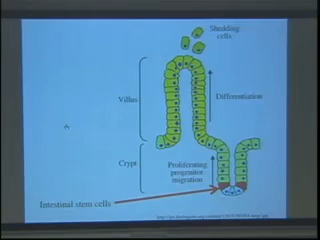 Shedding
cells
Villus
Differentiation
Crypt
Proliferating
progenitor
migration
Intestinal stem cells